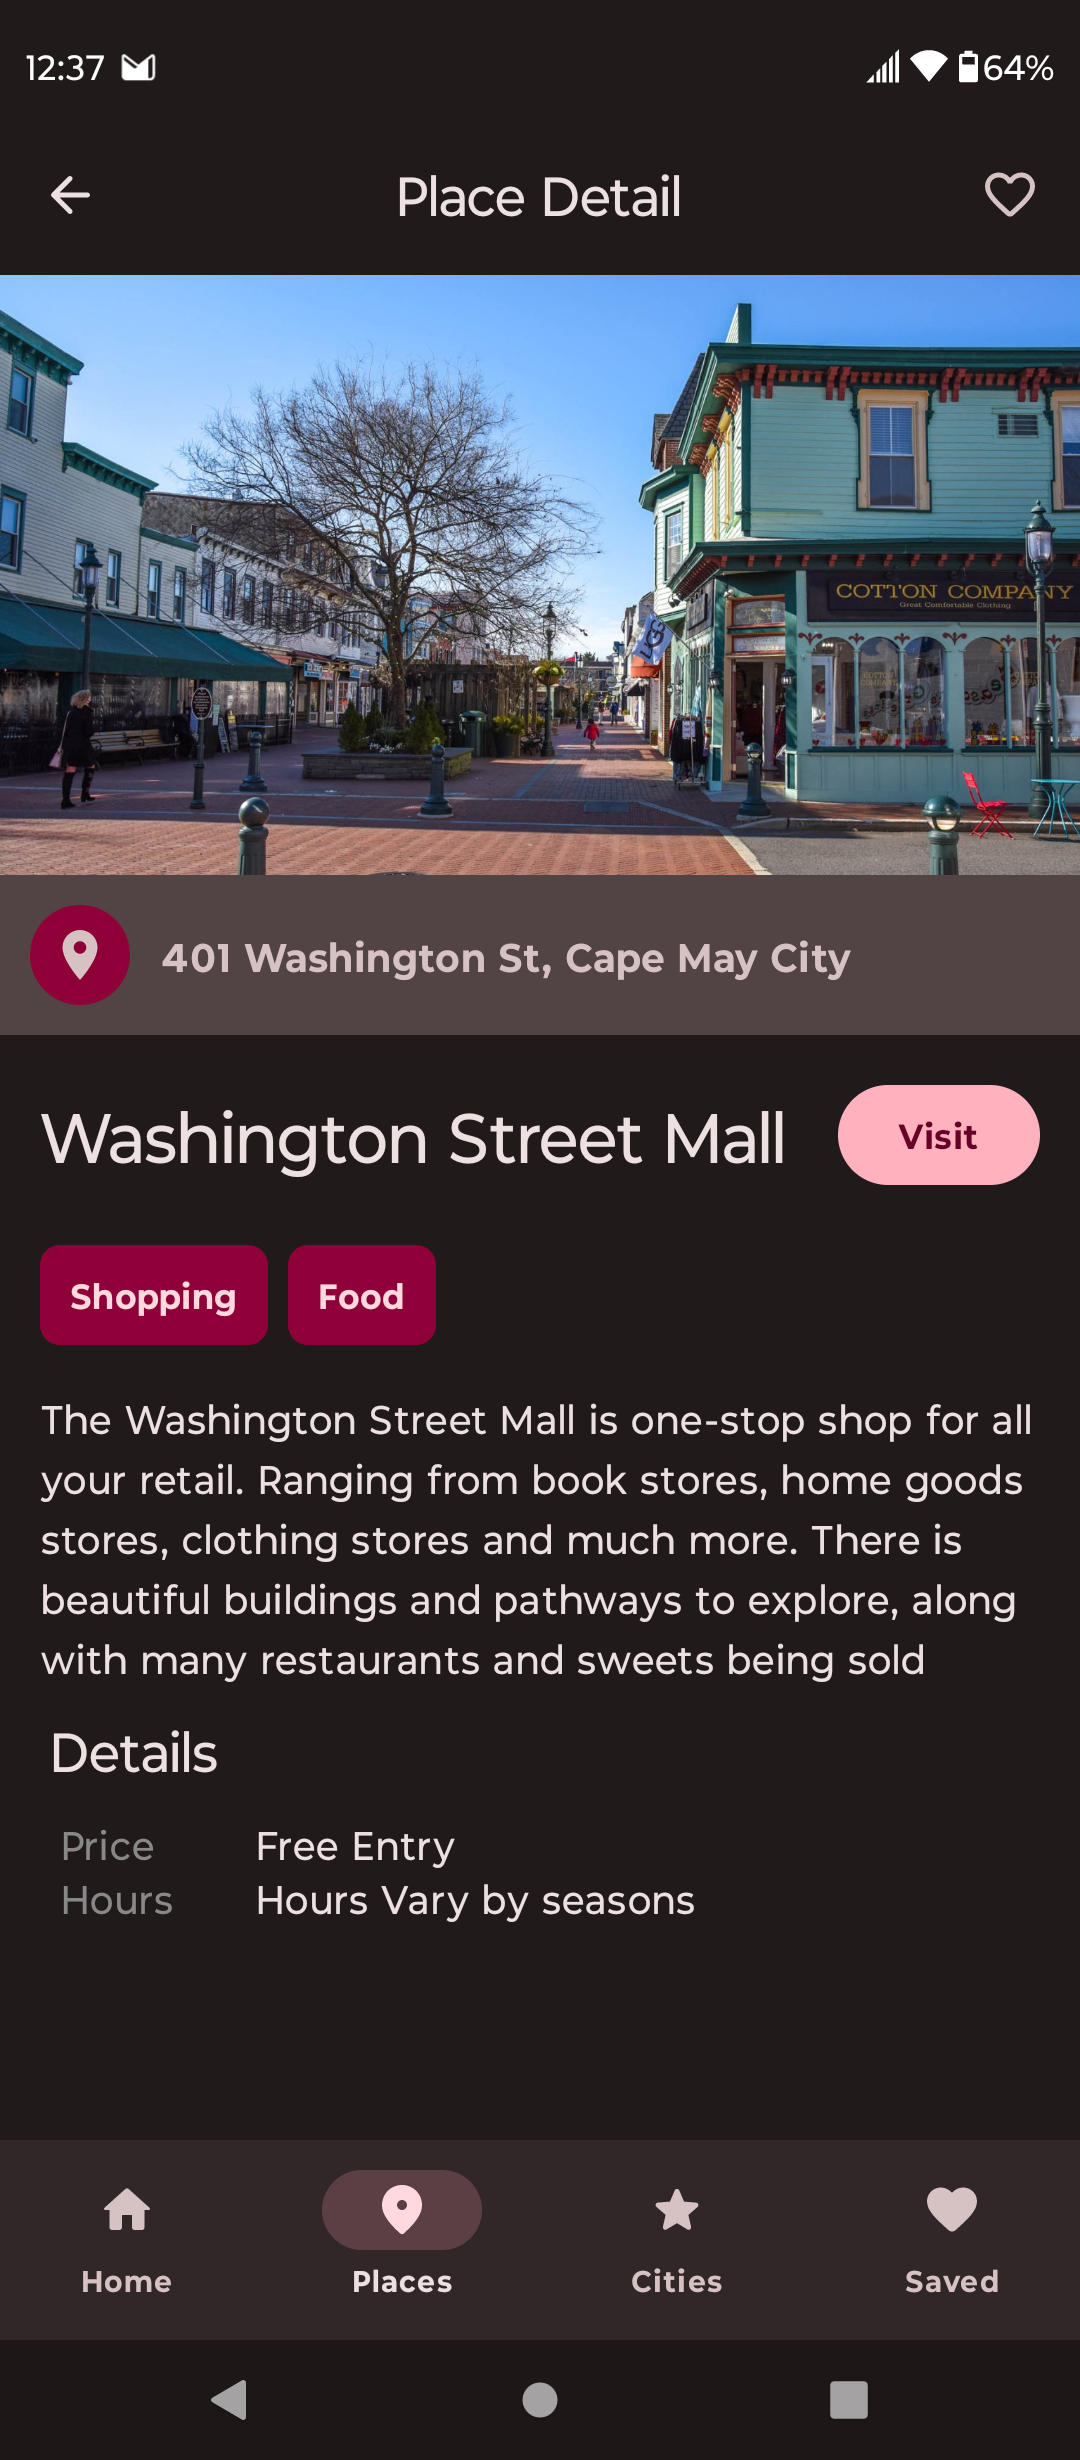 12:37
64%
Place Detail
COTTON COMPANY
Great Comfortable Clothing
401 Washington St, Cape May City
Washington Street Mall
Visit
Shopping
Food
The Washington Street Mall is one-stop shop for all
your retail. Ranging from book stores, home goods
stores, clothing stores and much more. There is
beautiful buildings and pathways to explore, along
with many restaurants and sweets being sold
Details
Price Free Entry
Hours Hours Vary by seasons
Home
Places
Cities
Saved